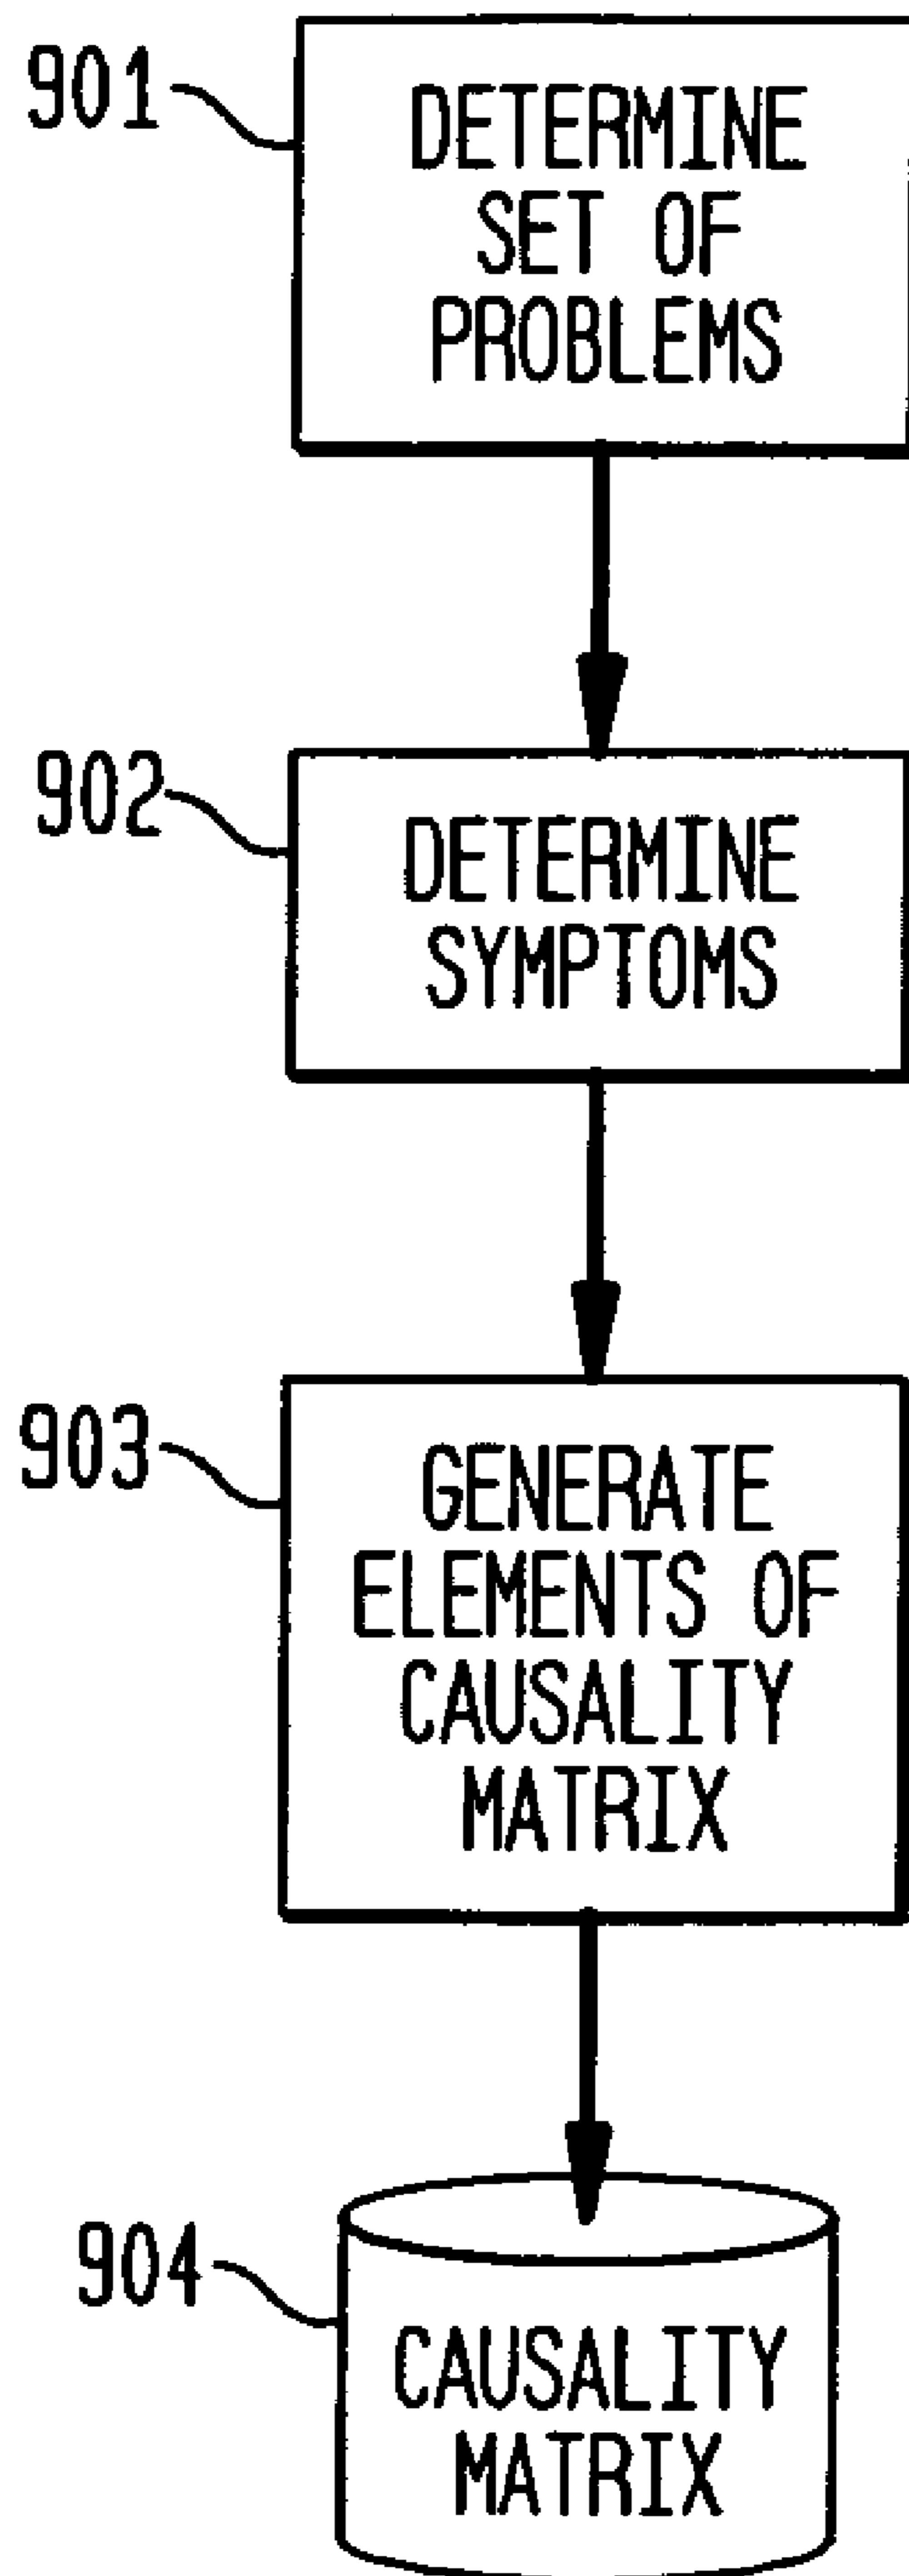 901
DETERMINE
SET OF
PROBLEMS
902
DETERMINE
SYMPTOMS
903
GENERATE
ELEMENTS OF
CAUSALITY
MATRIX
904
CAUSALITY
MATRIX